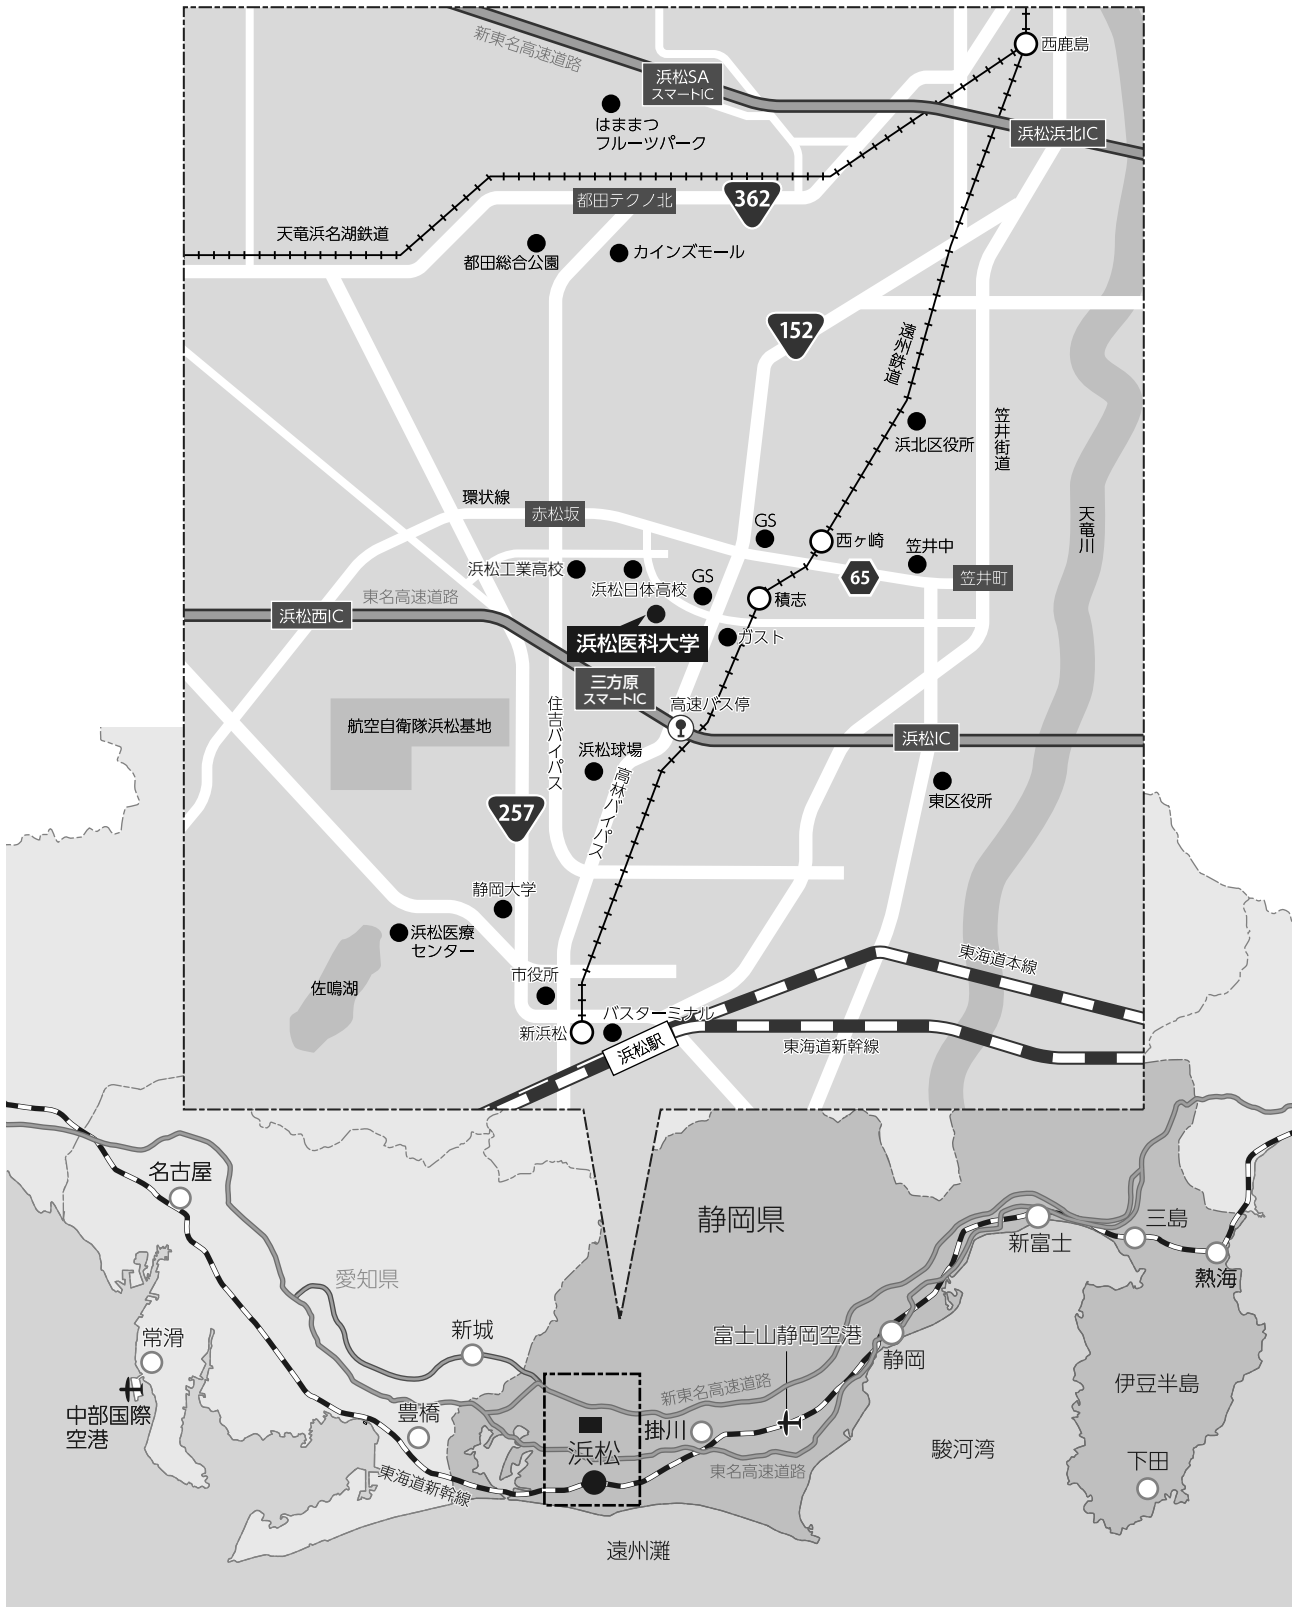 新東名高速道路
西鹿島
浜松SA
スマートIC
はままつ
フルーツパーク
浜松浜北IC
都田テクノ北
362
天竜浜名湖鉄道
都田総合公園
カインズモール
152
遠州鉄道
浜北区役所
笠井街道
天竜川
環状線
赤松坂
GS
西ヶ崎
笠井中
浜松工業高校
浜松日体高校
GS
65
笠井町
積志
東名高速道路
浜松西IC
浜松医科大学
ガスト
三方原
スマートIC
高速バス停
住吉バイパス
航空自衛隊浜松基地
浜松IC
浜松球場
高林バイパス
東区役所
257
静岡大学
浜松医療
センター
佐鳴湖
市役所
東海道本線
バスターミナル
新浜松
浜松駅
東海道新幹線
名古屋
静岡県
三島
新富士
熱海
愛知県
常滑
新城
富士山静岡空港
静岡
新東名高速道路
伊豆半島
中部国際
空港
豊橋
掛川
浜松
駿河湾
下田
東名高速道路
東海道新幹線
遠州灘